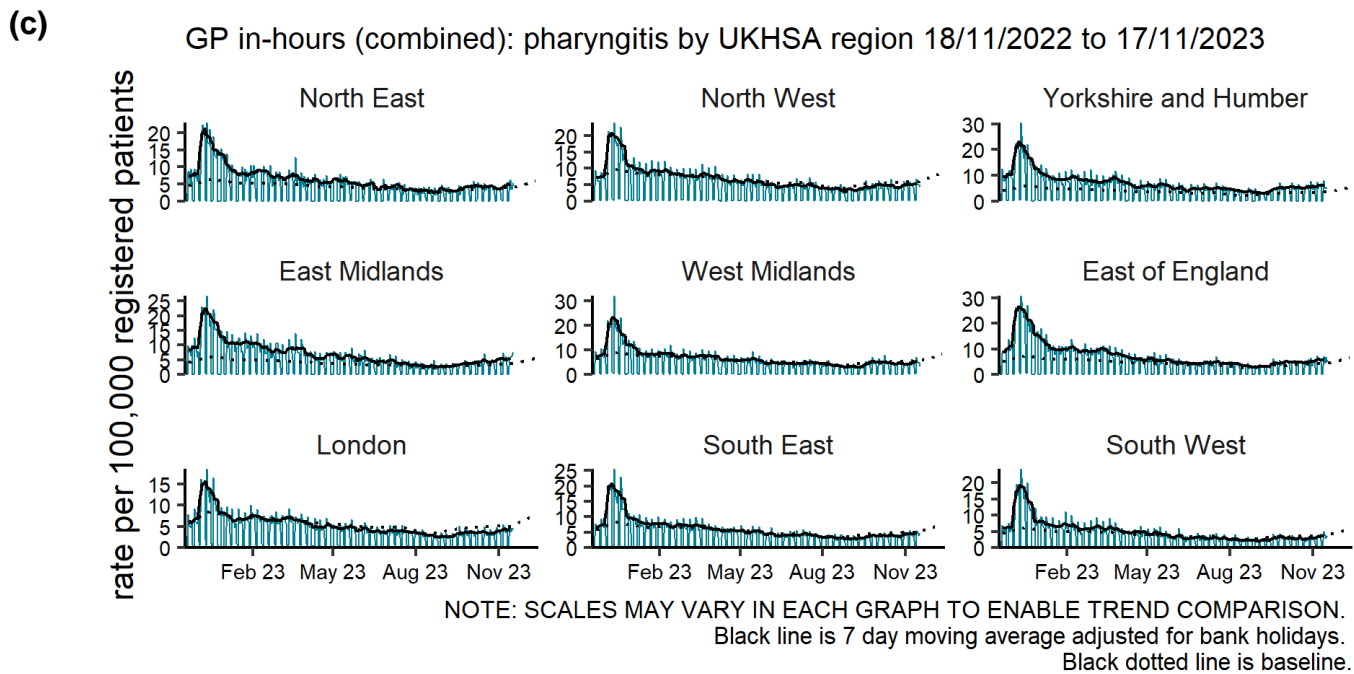 (c)
GP in-hours (combined): pharyngitis by UKHSA region 18/11/2022 to 17/11/2023
rate per 100,000 registered patients
North East
20
15
10
5
0
North West
20
15
10
5
0
Yorkshire and Humber
30
20
10
0
East Midlands
25
20
15
10
5
0
West Midlands
30
20
10
0
East of England
30
20
10
0
London
15
10
5
0
South East
25
20
15
10
5
0
South West
20
15
10
5
0
Feb 23 May 23 Aug 23 Nov 23
Feb 23 May 23 Aug 23 Nov 23
Feb 23 May 23 Aug 23 Nov 23
NOTE: SCALES MAY VARY IN EACH GRAPH TO ENABLE TREND COMPARISON.
Black line is 7 day moving average adjusted for bank holidays.
Black dotted line is baseline.